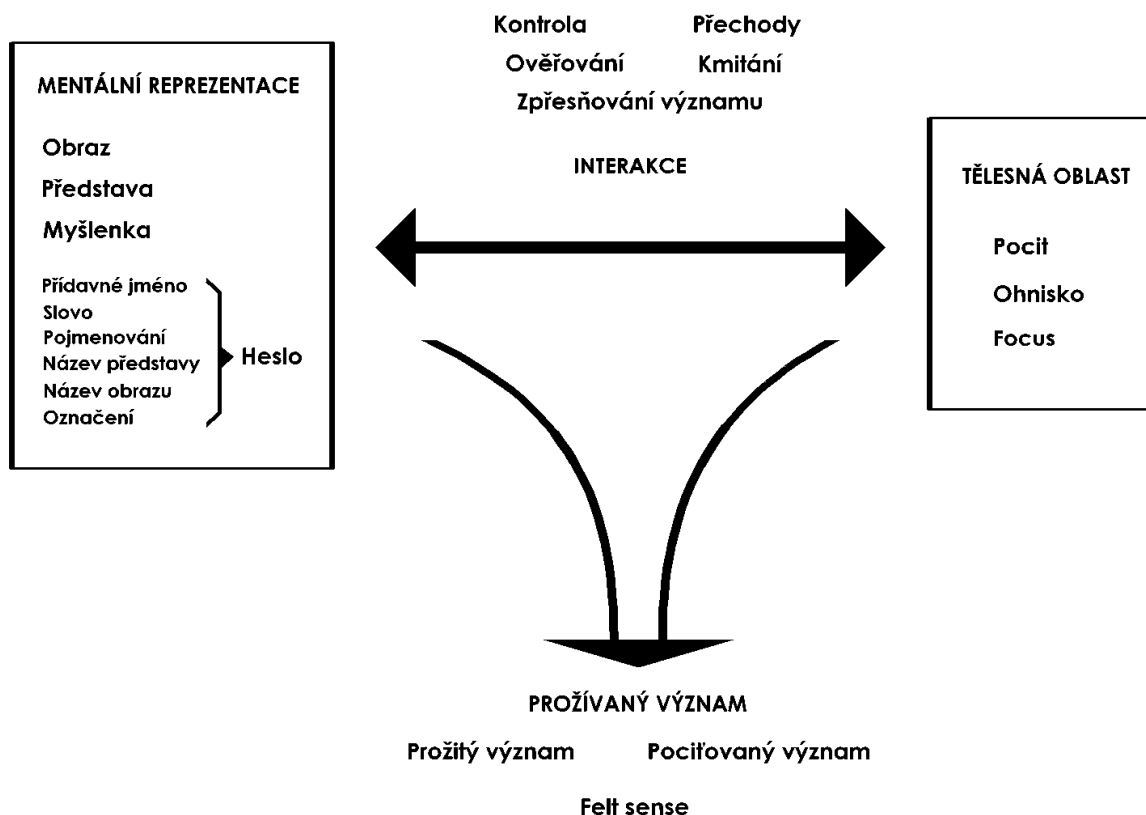 Kontrola Přechody
Ověřování Kmitání
Zpřesňování významu
INTERAKCE
MENTÁLNÍ REPREZENTACE
Obraz
Představa
Myšlenka
Přídavné jméno
Slovo
Pojmenování
Název představy
Název obrazu
Označení
Heslo
TĚLESNÁ OBLAST
Pocit
Ohnisko
Focus
PROŽÍVANÝ VÝZNAM
Prožitý význam Pociťovaný význam
Felt sense